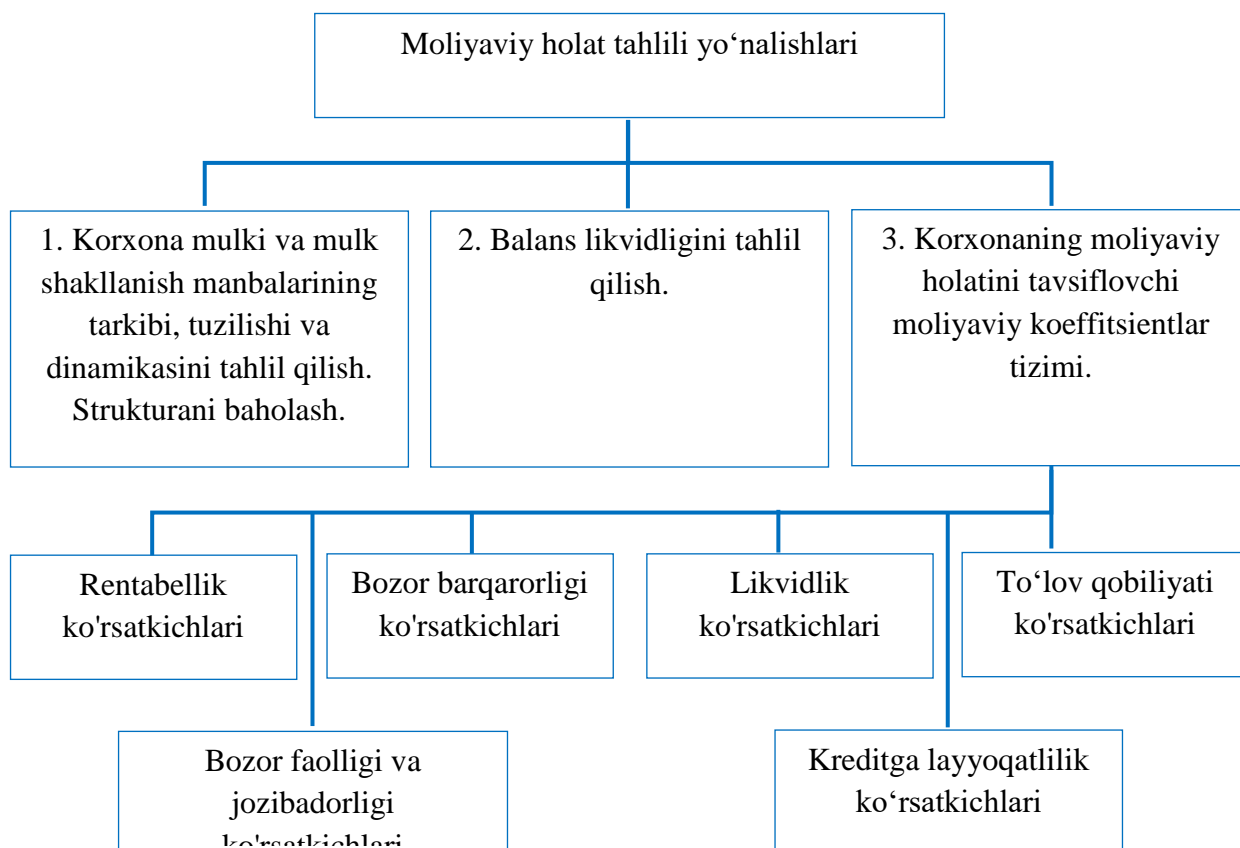 Moliyaviy holat tahlili yo‘nalishlari
1. Korxona mulki va mulk
shakllanish manbalarining
tarkibi, tuzilishi va
dinamikasini tahlil qilish.
Strukturani baholash.
2. Balans likvidligini tahlil
qilish.
3. Korxonaning moliyaviy
holatini tavsiflovchi
moliyaviy koeffitsientlar
tizimi.
Rentabellik
ko'rsatkichlari
Bozor barqarorligi
ko'rsatkichlari
Likvidlik
ko'rsatkichlari
To‘lov qobiliyati
ko'rsatkichlari
Bozor faolligi va
jozibadorligi
ko'rsatkichlari
Kreditga layyoqatlilik
ko‘rsatkichlari